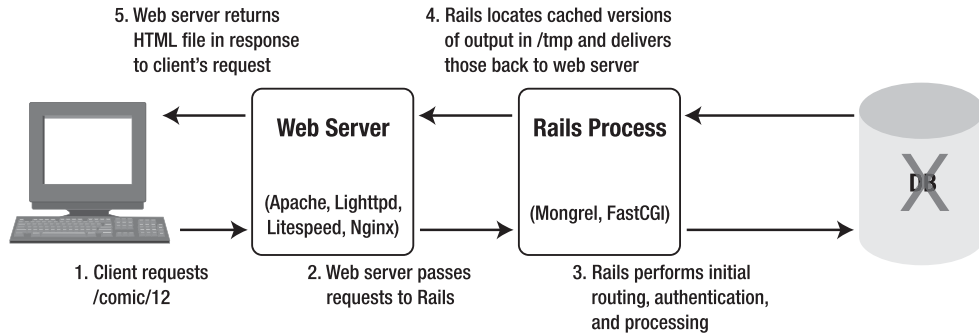 5. Web server returns
HTML file in response
to client's request
4. Rails locates cached versions
of output in /tmp and delivers
those back to web server
Web Server
(Apache, Lighttpd,
Litespeed, Nginx)
Rails Process
(Mongrel, FastCGI)
DB
1. Client requests
/comic/12
2. Web server passes
requests to Rails
3. Rails performs initial
routing, authentication,
and processing